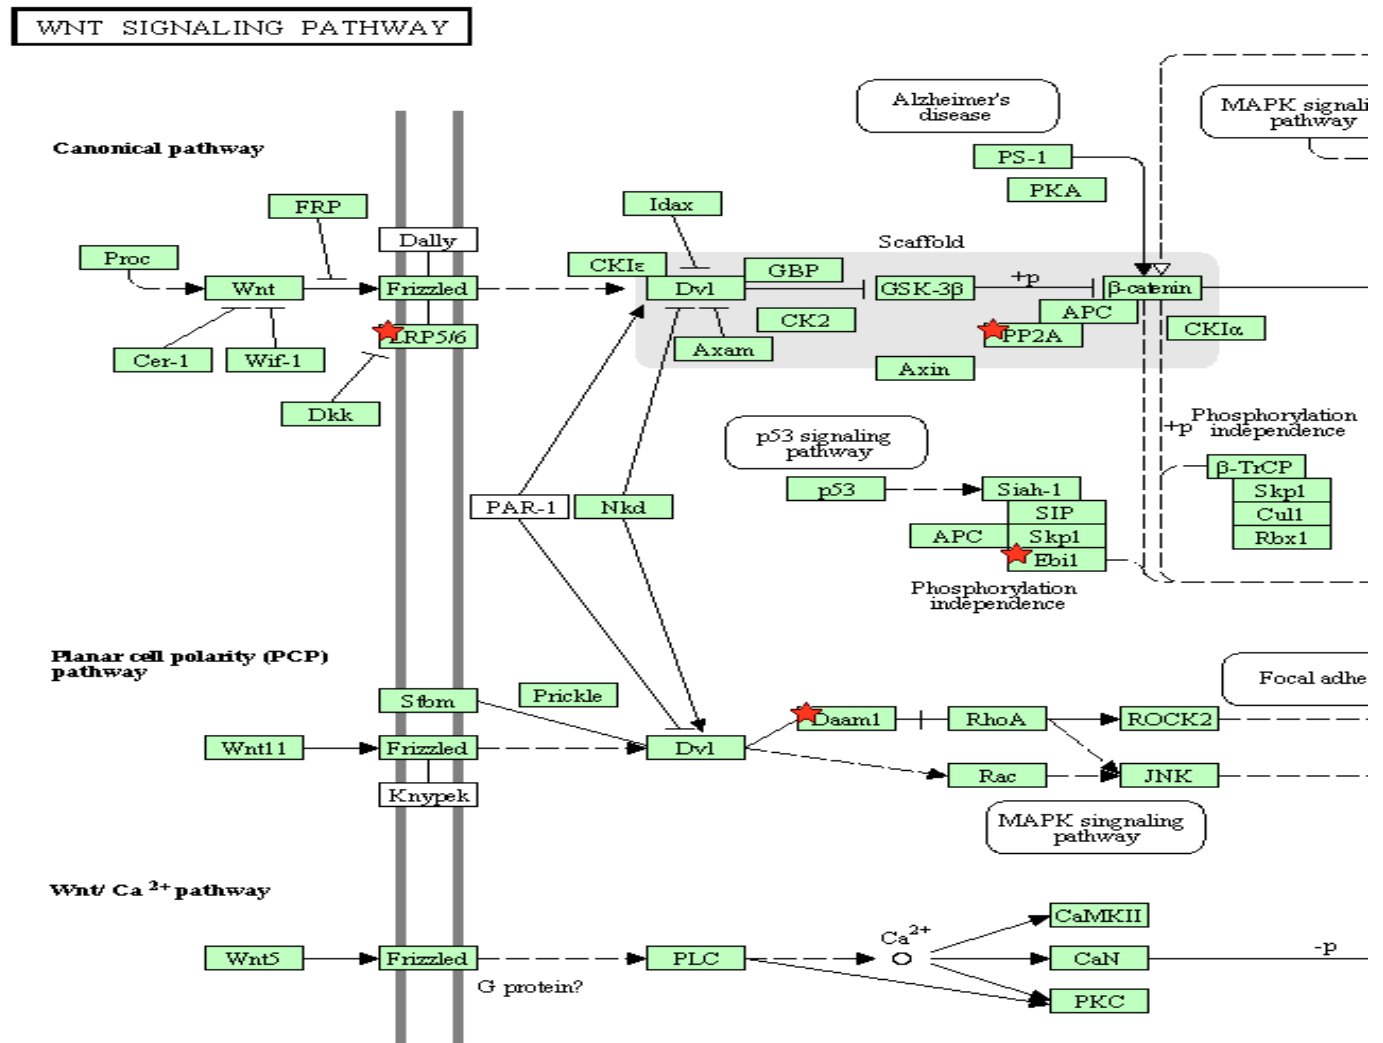 WNT SIGNALING PATHWAY
Alzheimer's
disease
MAPK signali
pathway
Canonical pathway
PS-1
PKA
FRP
Idax
Dally
Scaffold
Proc
CKIε
GBP
Wnt
Frizzled
Dvl
GSK-3β
+p
β-catenin
CK2
APC
LRP5/6
PP2A
CKIα
Cer-1
Wif-1
Axam
Axin
Dkk
p53 signaling
pathway
+p
Phosphorylation
independence
β-TrCP
p53
Siah-1
Skp1
PAR-1
Nkd
SIP
Cul1
APC
Skp1
Rbx1
Ebi1
Phosphorylation
independence
Planar cell polarity (PCP)
pathway
Focal adhe
Stbm
Prickle
Daam1
RhoA
ROCK2
Wnt11
Frizzled
Dvl
Rac
JNK
Knypek
MAPK singnaling
pathway
Wnt/ Ca 2+ pathway
CaMKII
Ca2+
Wnt5
Frizzled
PLC
CaN
-p
G protein?
PKC